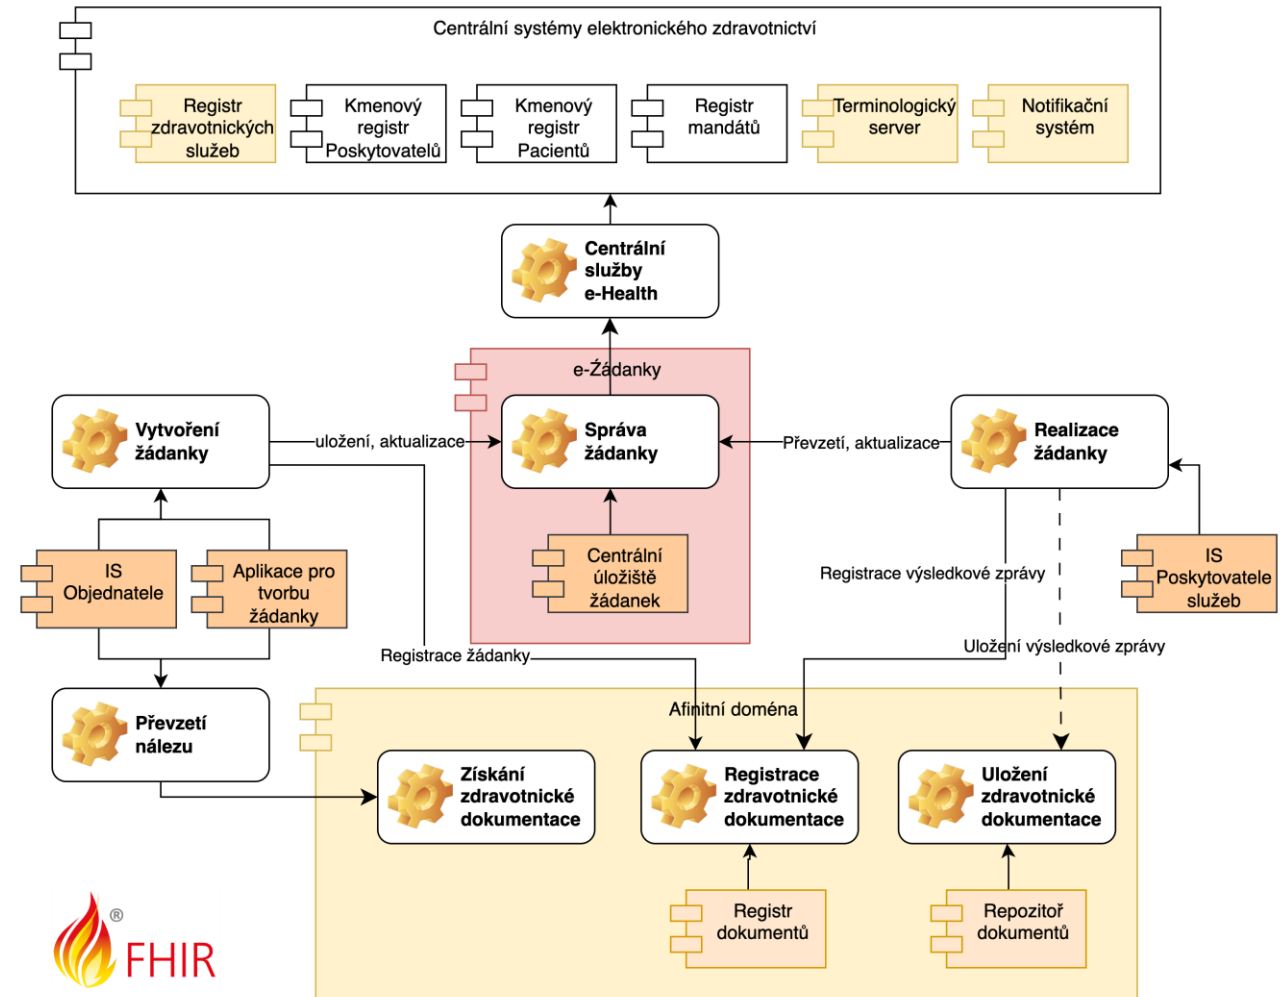 Centrální systémy elektronického zdravotnictví
Registr
zdravotnických
služeb
Kmenový
registr
Poskytovatelů
Kmenový
registr
Pacientů
Registr
mandátů
Terminologický
server
Notifikační
systém
Centrální
služby
e-Health
e-Źádanky
Vytvoření
žádanky
uložení, aktualizace
Správa
žádanky
Převzetí, aktualizace
Realizace
žádanky
IS
Objednatele
Aplikace pro
tvorbu
žádanky
Centrální
úložiště
žádanek
Registrace výsledkové zprávy
IS
Poskytovatele
služeb
Registrace žádanky
Uložení výsledkové zprávy
Afinitní doména
Převzetí
nálezu
Získání
zdravotnické
dokumentace
Registrace
zdravotnické
dokumentace
Uložení
zdravotnické
dokumentace
Registr
dokumentů
Repozitoř
dokumentů
®
FHIR